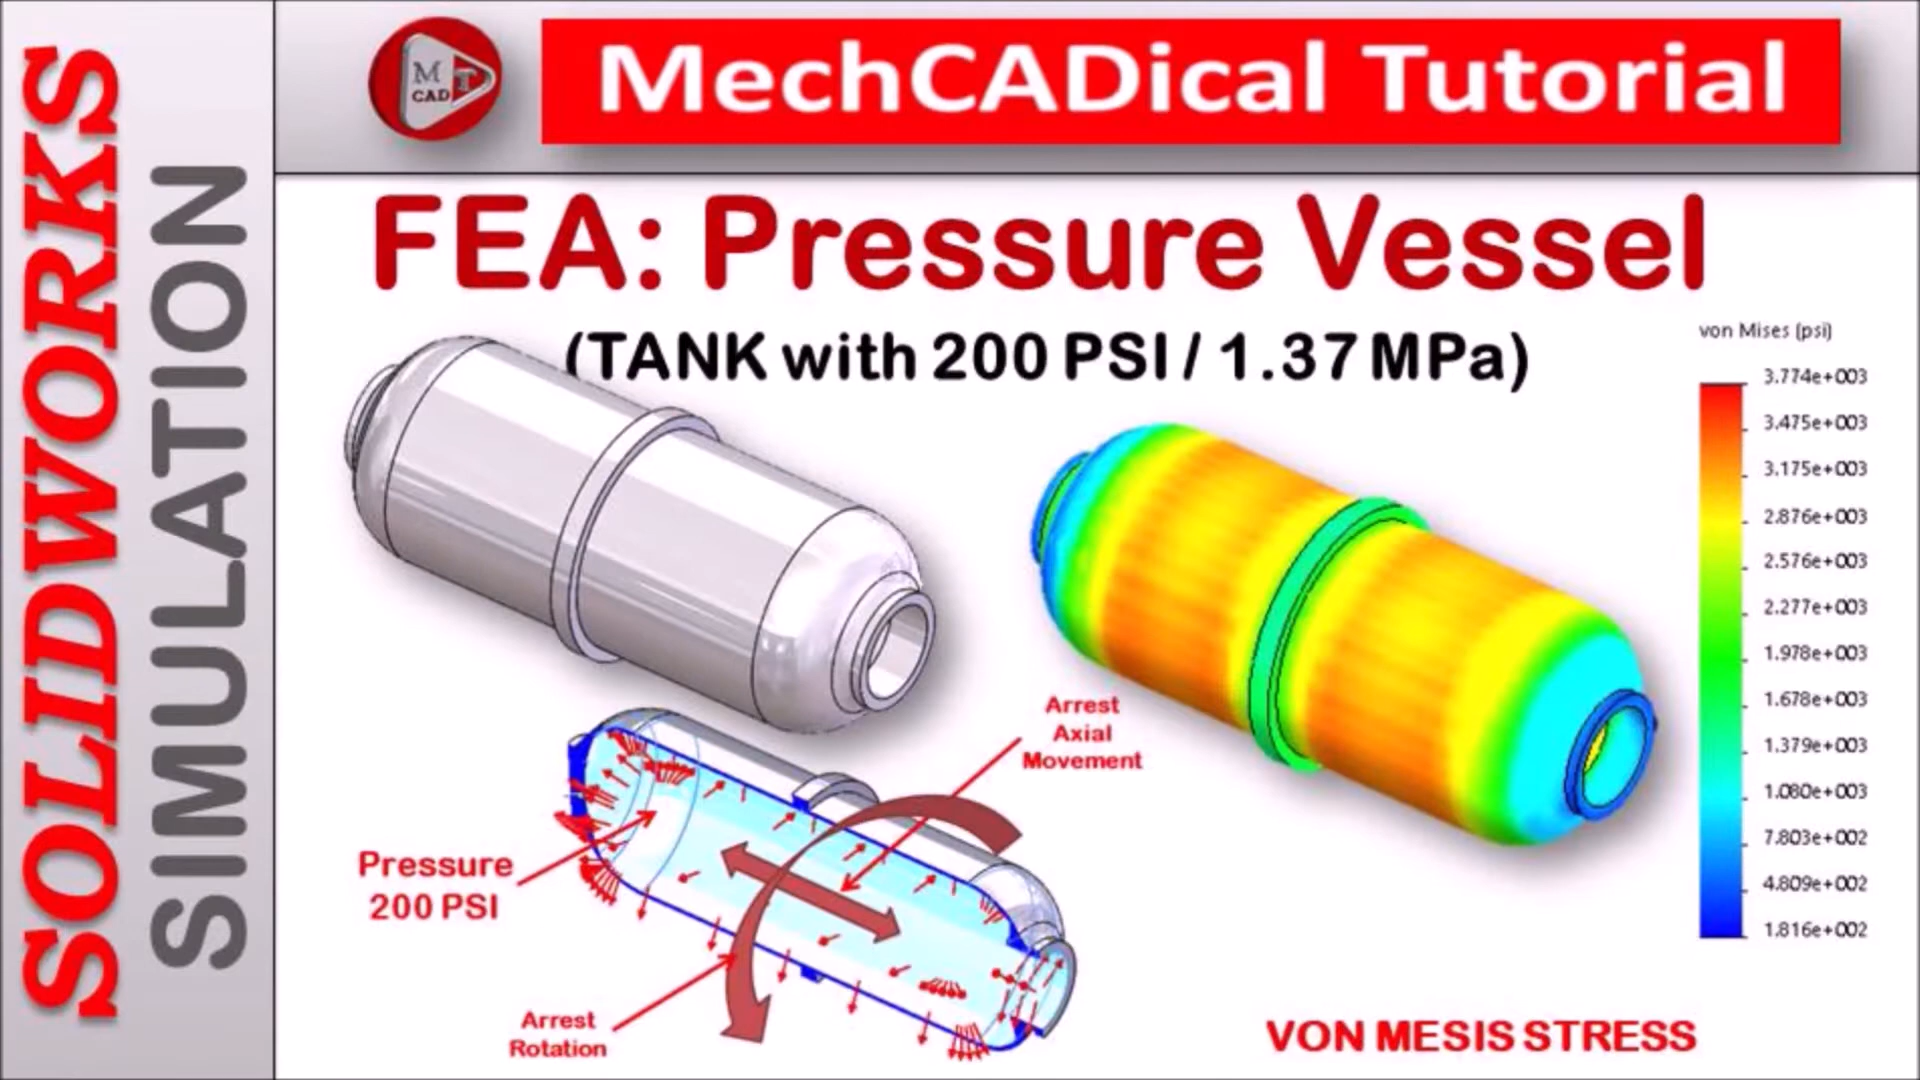 SOLIDWORKS
SIMULATION
MT
CAD
MechCADical Tutorial
FEA: Pressure Vessel
(TANK with 200 PSI / 1.37 MPa)
von Mises (psi)
3.774e+003
3.475e+003
3.175e+003
2.876e+003
2.576e+003
2.277e+003
1.978e+003
1.678e+003
1.379e+003
1.080e+003
7.803e+002
4.809e+002
1.816e+002
Arrest
Axial
Movement
Pressure
200 PSI
Arrest
Rotation
VON MESIS STRESS